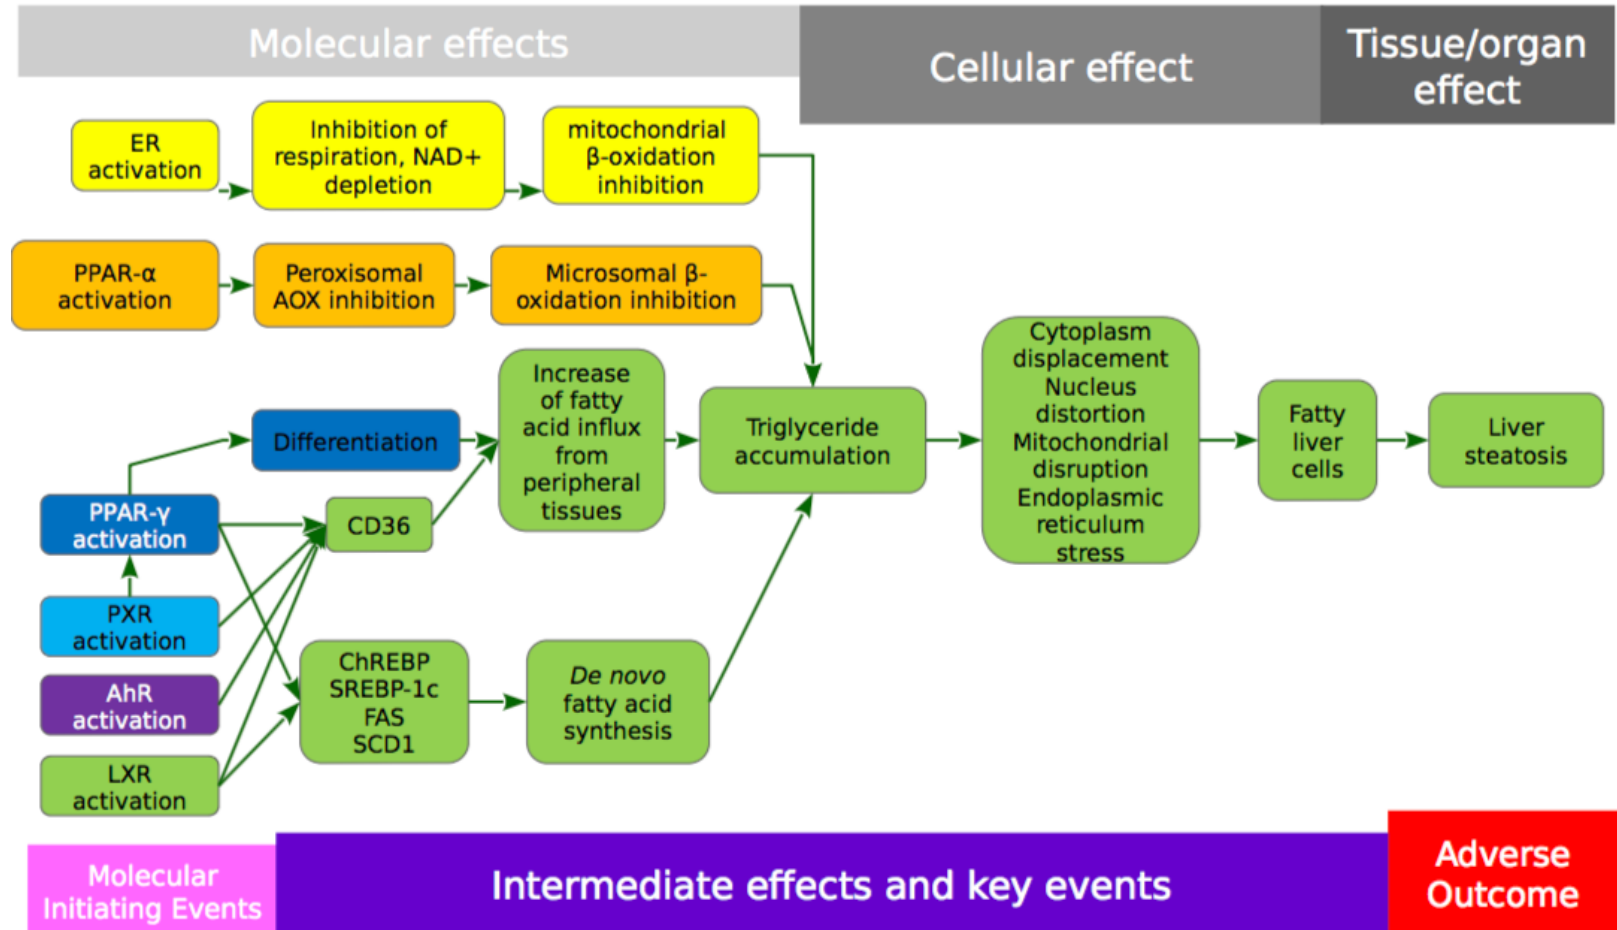 Molecular effects
Cellular effect
Tissue/organ
effect
ER
activation
Inhibition of
respiration, NAD+
depletion
mitochondrial
β-oxidation
inhibition
PPAR-α
activation
Peroxisomal
AOX inhibition
Microsomal β-
oxidation inhibition
Differentiation
Increase
of fatty
acid influx
from
peripheral
tissues
Triglyceride
accumulation
Cytoplasm
displacement
Nucleus
distortion
Mitochondrial
disruption
Endoplasmic
reticulum
stress
Fatty
liver
cells
Liver
steatosis
PPAR-γ
activation
CD36
PXR
activation
AhR
activation
LXR
activation
ChREBP
SREBP-1c
FAS
SCD1
De novo
fatty acid
synthesis
Molecular
Initiating Events
Intermediate effects and key events
Adverse
Outcome